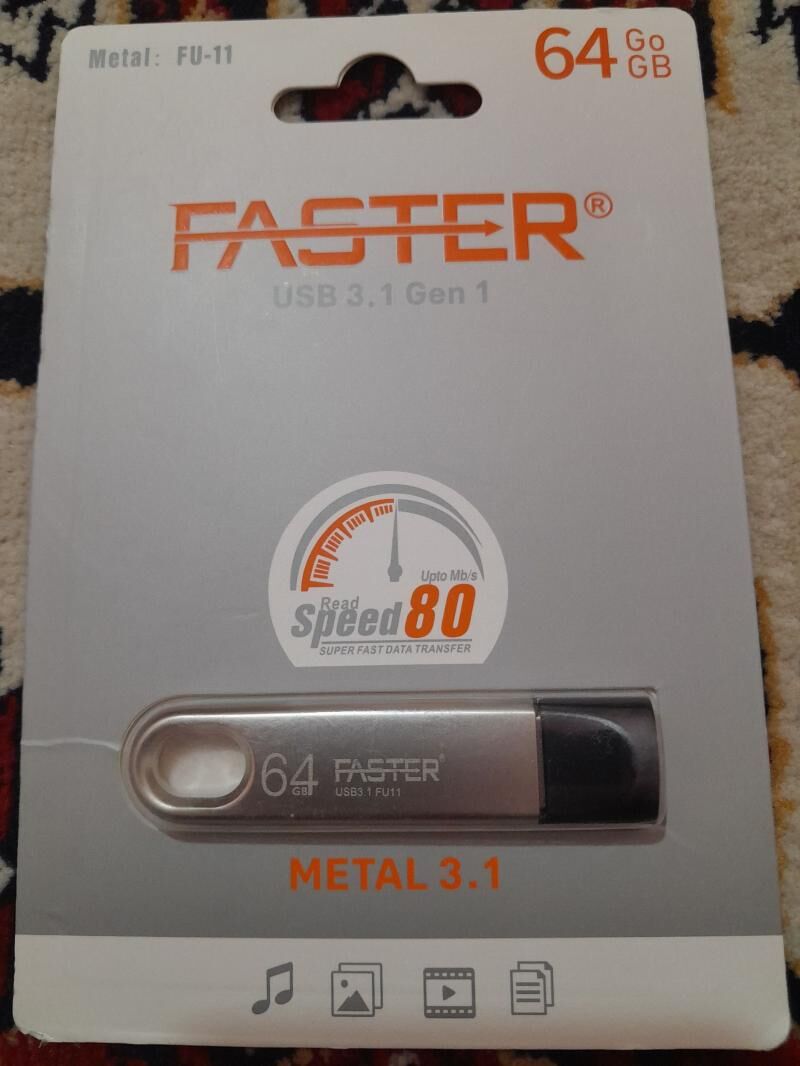 Metal: FU-11
64 Go GB
FASTER®
USB 3.1 Gen 1
Upto Mb/s
Read
Speed 80
SUPER FAST DATA TRANSFER
64 GB
FASTER®
USB3.1 FU11
METAL 3.1